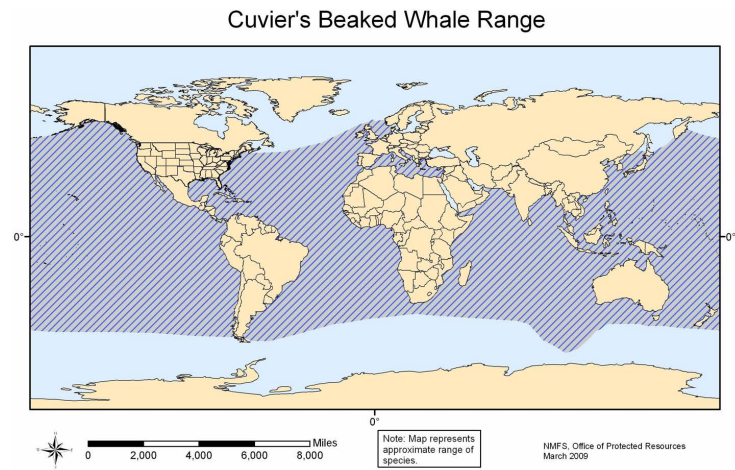 Cuvier's Beaked Whale Range
0°
0°
0°
Miles
0 2,000 4,000 6,000 8,000
Note: Map represents
approximate range of
species.
NMFS, Office of Protected Resources
March 2009